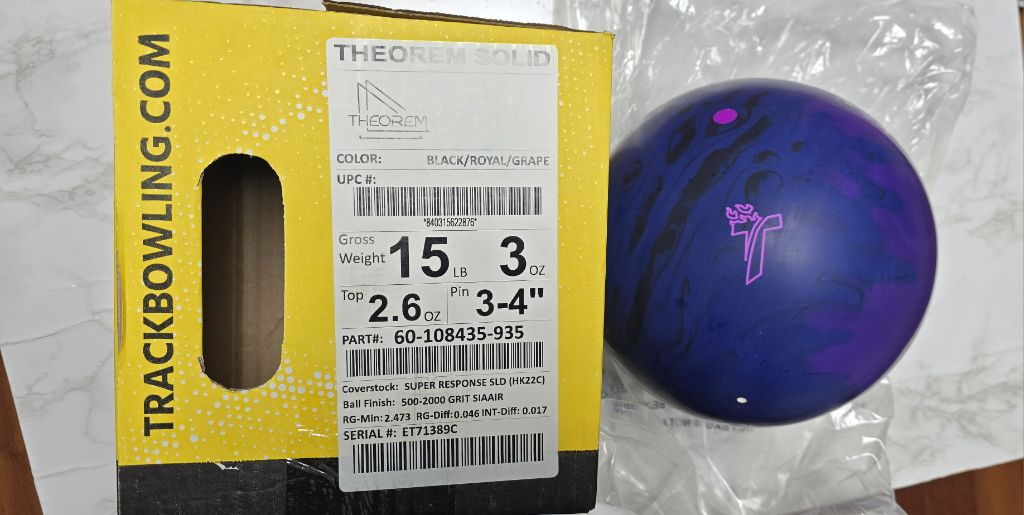 TRACKBOWLING.COM
THEOREM SOLID
THEOREM
COLOR: BLACK/ROYAL/GRAPE
UPC #:
*840315622876*
Gross Weight 15 LB 3 OZ
Top 2.6 OZ Pin 3-4"
PART#: 60-108435-935
Coverstock: SUPER RESPONSE SLD (HK22C)
Ball Finish: 500-2000 GRIT SIAAIR
RG-Min: 2.473 RG-Diff: 0.046 INT-Diff: 0.017
SERIAL #: ET71389C
T